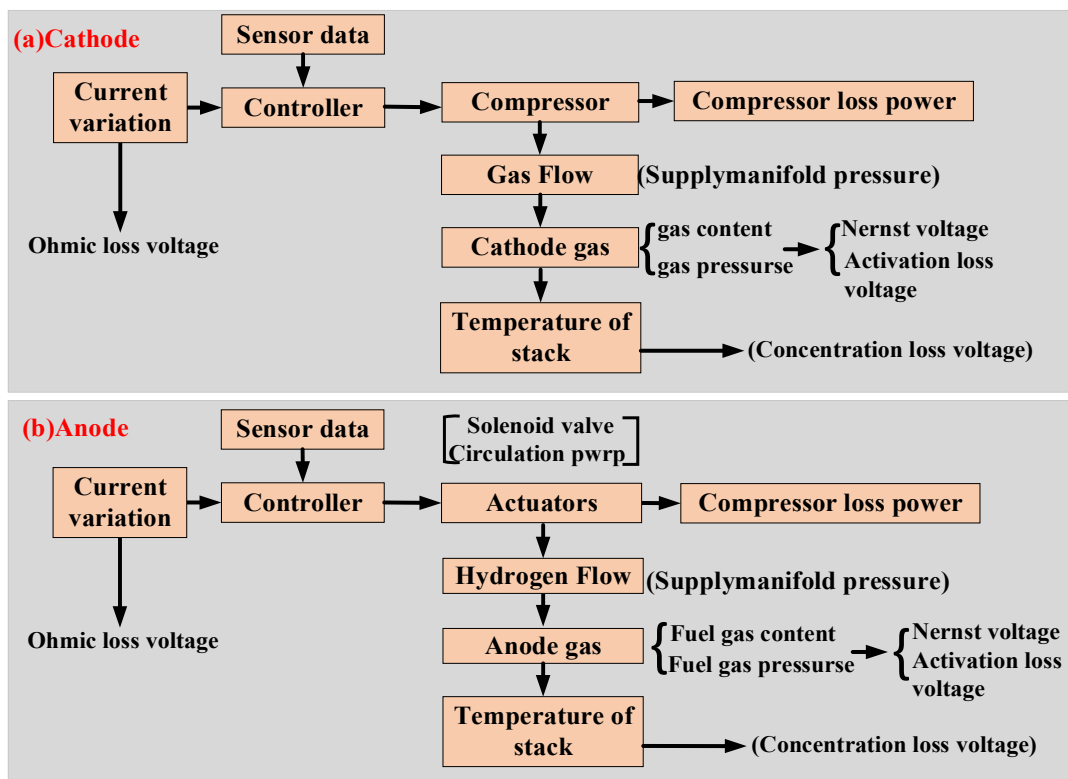 (a)Cathode
Sensor data
Current
variation
Controller
Compressor
Compressor loss power
Gas Flow
(Supplymanifold pressure)
Ohmic loss voltage
Cathode gas
gas content
gas pressurse
Nernst voltage
Activation loss
voltage
Temperature of
stack
(Concentration loss voltage)
(b)Anode
Sensor data
Solenoid valve
Circulation pwrp
Current
variation
Controller
Actuators
Compressor loss power
Hydrogen Flow
(Supplymanifold pressure)
Ohmic loss voltage
Anode gas
Fuel gas content
Fuel gas pressurse
Nernst voltage
Activation loss
voltage
Temperature of
stack
(Concentration loss voltage)